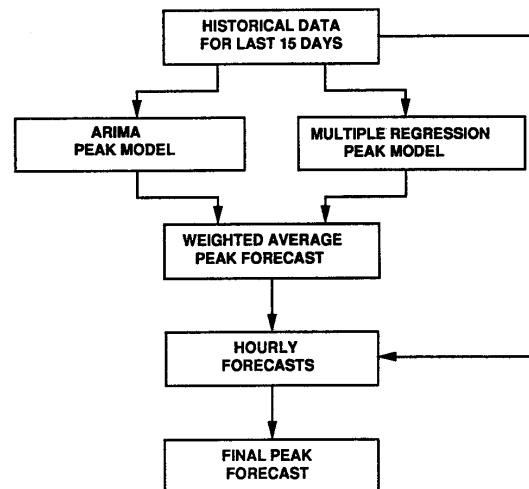 HISTORICAL DATA
FOR LAST 15 DAYS
ARIMA
PEAK MODEL
MULTIPLE REGRESSION
PEAK MODEL
WEIGHTED AVERAGE
PEAK FORECAST
HOURLY
FORECASTS
FINAL PEAK
FORECAST